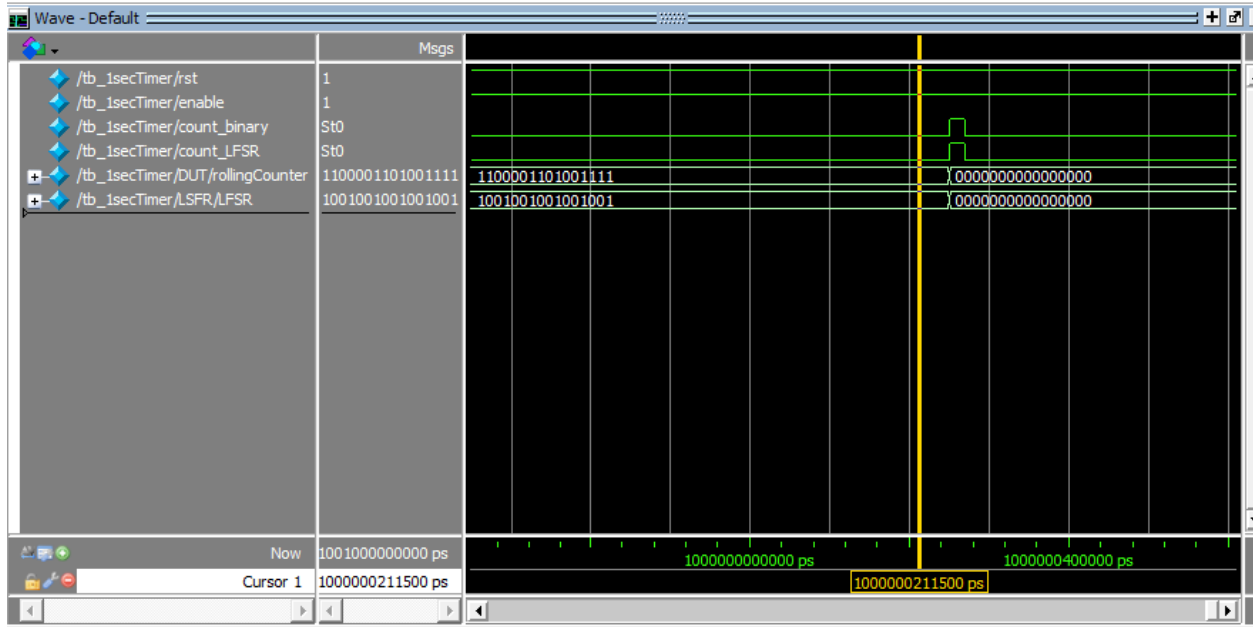 Wave - Default
Msgs
/tb_1secTimer/rst 1
/tb_1secTimer/enable 1
/tb_1secTimer/count_binary St0
/tb_1secTimer/count_LFSR St0
/tb_1secTimer/DUT/rollingCounter 1100001101001111 1100001101001111 0000000000000000
/tb_1secTimer/LSFR/LFSR 1001001001001001 1001001001001001 0000000000000000
Now 1001000000000 ps 1000000000000 ps 1000000400000 ps
Cursor 1 1000000211500 ps 1000000211500 ps